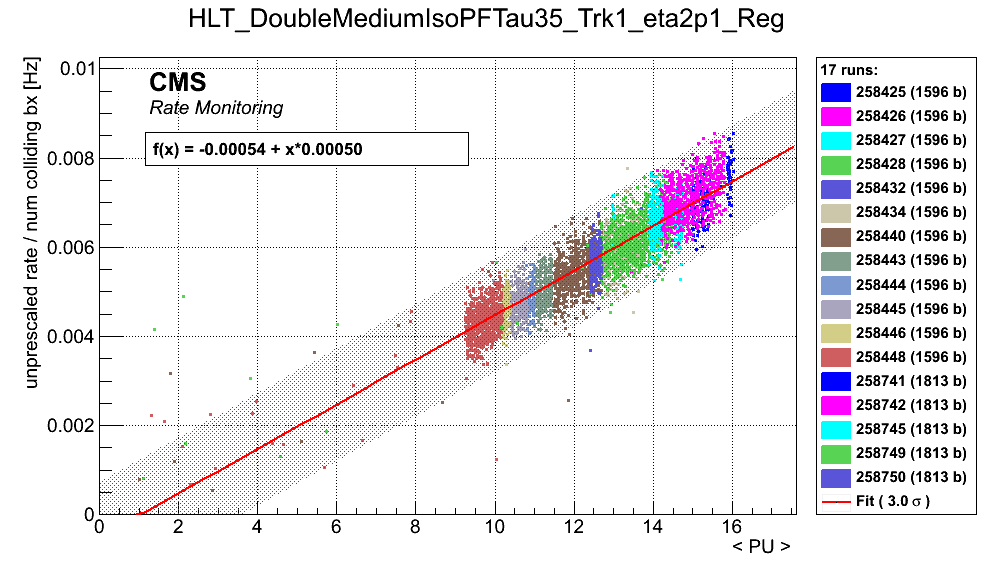 HLT_DoubleMediumIsoPFTau35_Trk1_eta2p1_Reg
unprescaled rate / num colliding bx [Hz]
0.01
0.008
0.006
0.004
0.002
0
CMS
Rate Monitoring
f(x) = -0.00054 + x*0.00050
0 2 4 6 8 10 12 14 16
< PU >
17 runs:
258425 (1596 b)
258426 (1596 b)
258427 (1596 b)
258428 (1596 b)
258432 (1596 b)
258434 (1596 b)
258440 (1596 b)
258443 (1596 b)
258444 (1596 b)
258445 (1596 b)
258446 (1596 b)
258448 (1596 b)
258741 (1813 b)
258742 (1813 b)
258745 (1813 b)
258749 (1813 b)
258750 (1813 b)
Fit ( 3.0 σ )